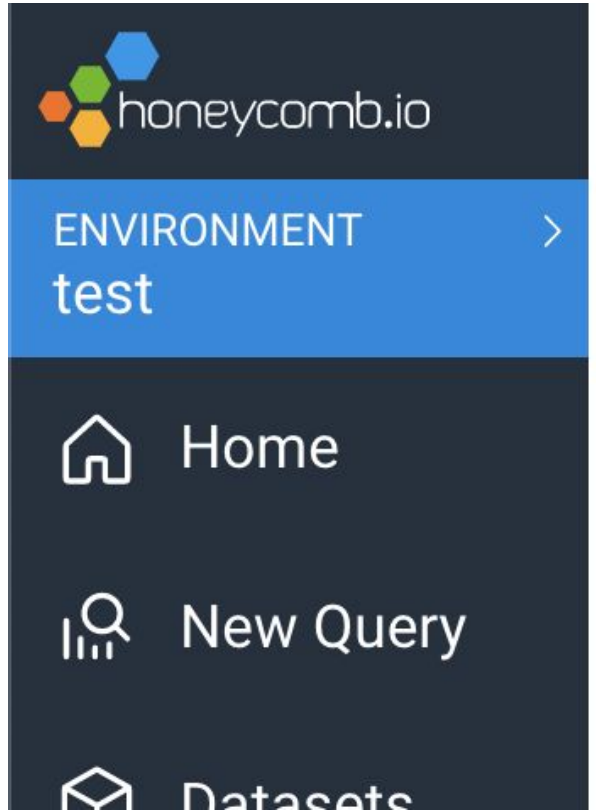 honeycomb.io
ENVIRONMENT
test
Home
New Query
Datasets